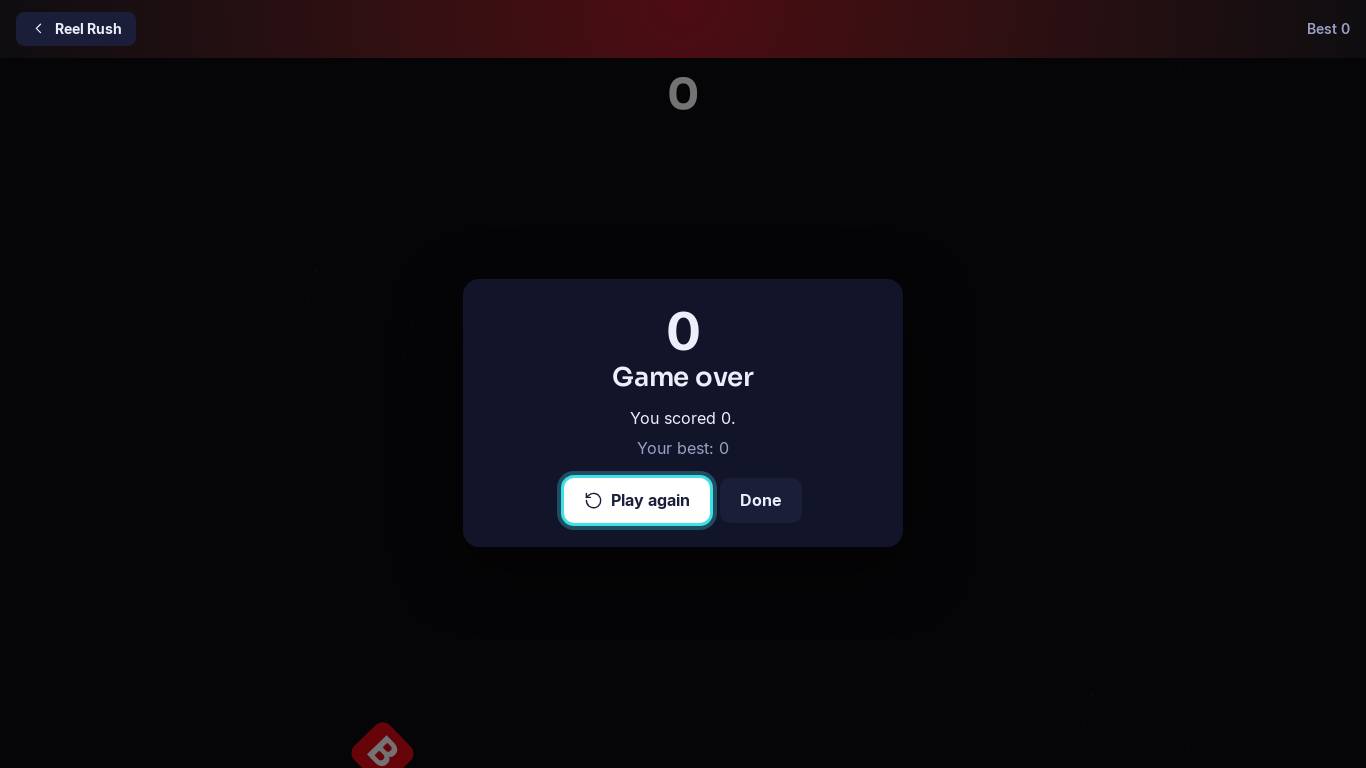 Reel Rush
Best 0
0
0
Game over
You scored 0.
Your best: 0
Play again
Done
B